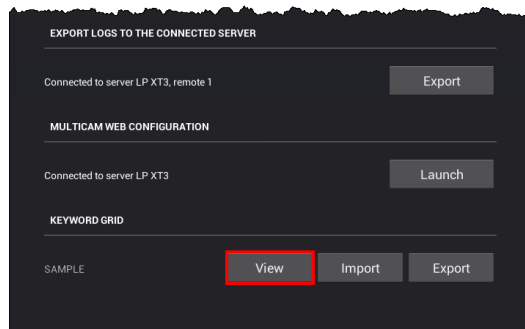 EXPORT LOGS TO THE CONNECTED SERVER
Connected to server LP XT3, remote 1 Export
MULTICAM WEB CONFIGURATION
Connected to server LP XT3 Launch
KEYWORD GRID
SAMPLE View Import Export